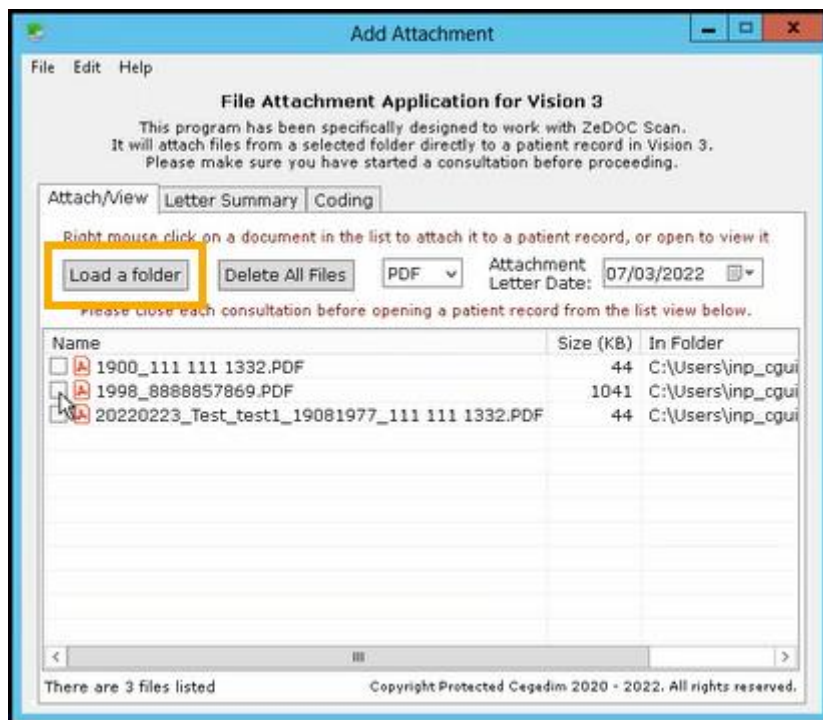 Add Attachment
File Edit Help
File Attachment Application for Vision 3
This program has been specifically designed to work with ZeDOC Scan.
It will attach files from a selected folder directly to a patient record in Vision 3.
Please make sure you have started a consultation before proceeding.
Attach/View Letter Summary Coding
Right mouse click on a document in the list to attach it to a patient record, or open to view it
Load a folder Delete All Files PDF Attachment Letter Date: 07/03/2022
Please close each consultation before opening a patient record from the list view below.
Name Size (KB) In Folder
1900_111 111 1332.PDF 44 C:\Users\inp_cgui
1998_8888857869.PDF 1041 C:\Users\inp_cgui
20220223_Test_test1_19081977_111 111 1332.PDF 44 C:\Users\inp_cgui
There are 3 files listed Copyright Protected Cegedim 2020 - 2022. All rights reserved.